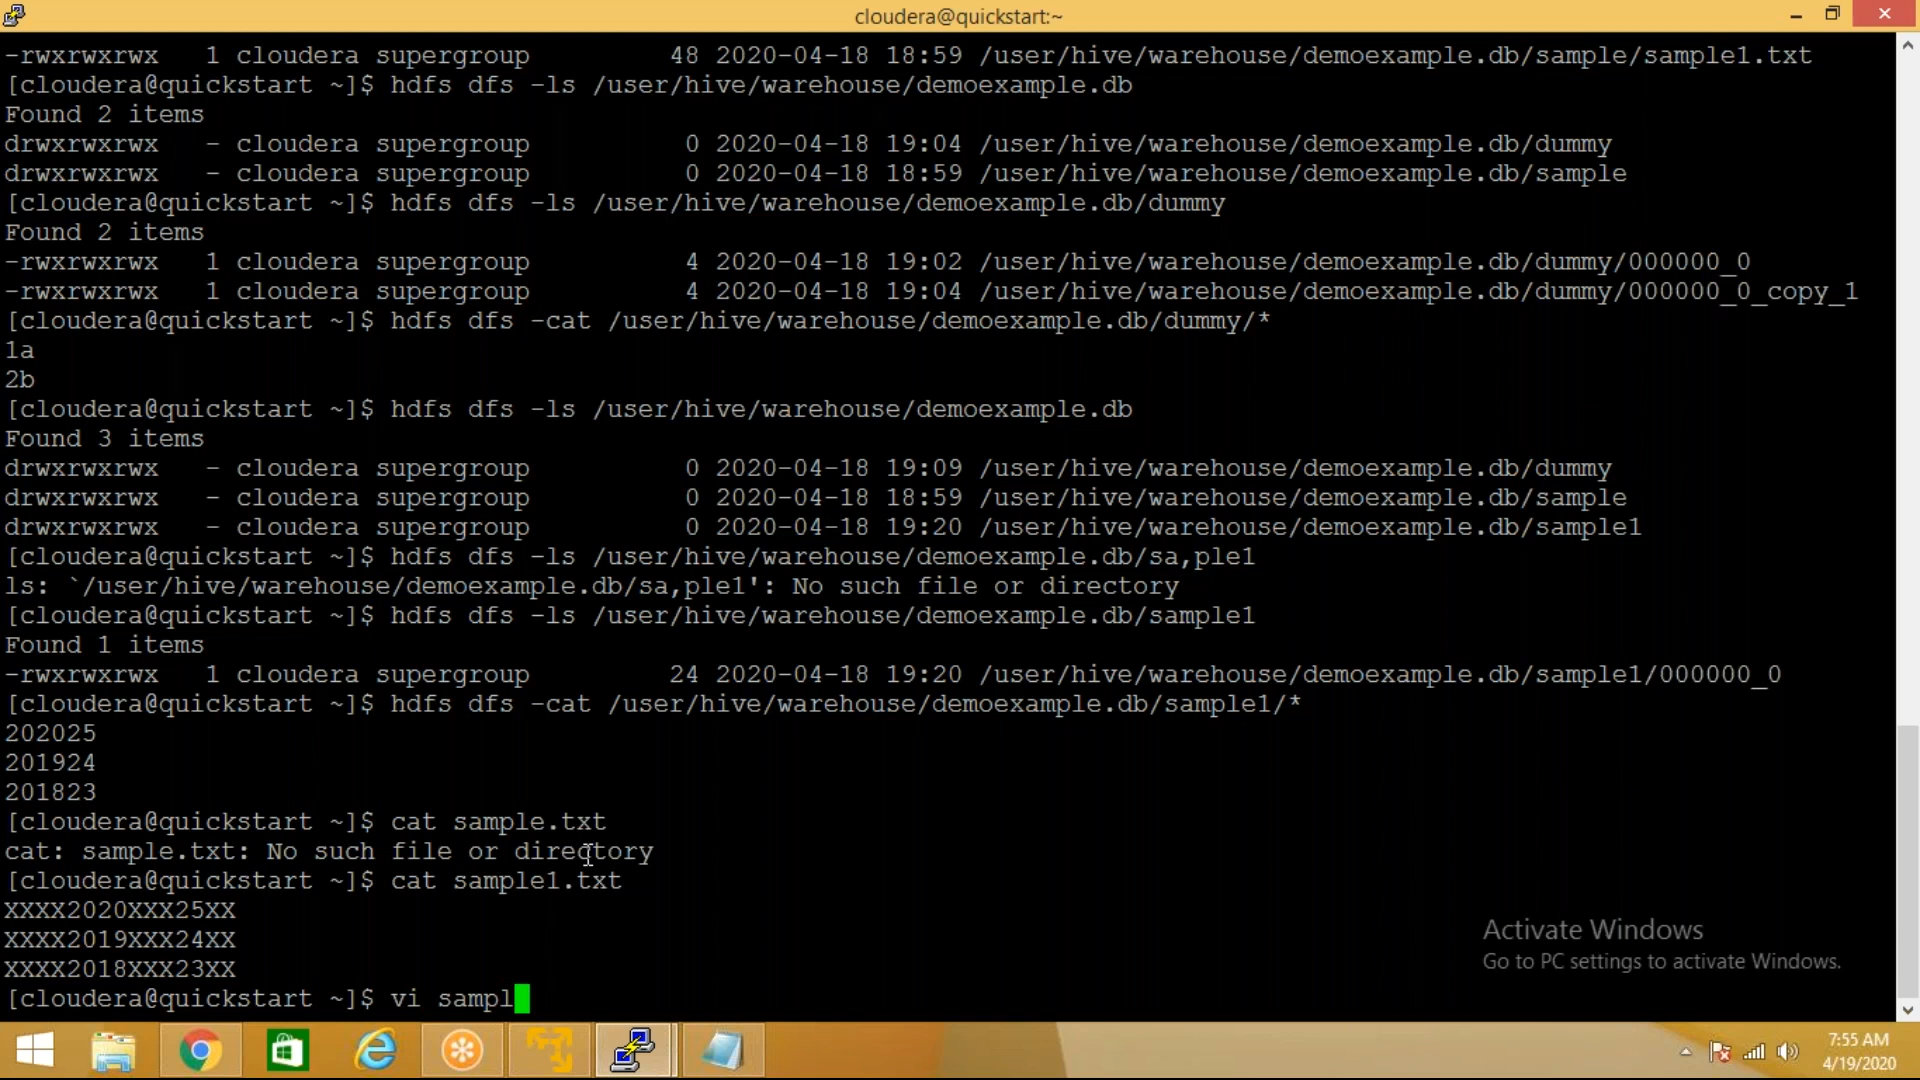 cloudera@quickstart:~
-rwxrwxrwx 1 cloudera supergroup 48 2020-04-18 18:59 /user/hive/warehouse/demoexample.db/sample/sample1.txt
[cloudera@quickstart ~]$ hdfs dfs -ls /user/hive/warehouse/demoexample.db
Found 2 items
drwxrwxrwx - cloudera supergroup 0 2020-04-18 19:04 /user/hive/warehouse/demoexample.db/dummy
drwxrwxrwx - cloudera supergroup 0 2020-04-18 18:59 /user/hive/warehouse/demoexample.db/sample
[cloudera@quickstart ~]$ hdfs dfs -ls /user/hive/warehouse/demoexample.db/dummy
Found 2 items
-rwxrwxrwx 1 cloudera supergroup 4 2020-04-18 19:02 /user/hive/warehouse/demoexample.db/dummy/000000_0
-rwxrwxrwx 1 cloudera supergroup 4 2020-04-18 19:04 /user/hive/warehouse/demoexample.db/dummy/000000_0_copy_1
[cloudera@quickstart ~]$ hdfs dfs -cat /user/hive/warehouse/demoexample.db/dummy/*
1a
2b
[cloudera@quickstart ~]$ hdfs dfs -ls /user/hive/warehouse/demoexample.db
Found 3 items
drwxrwxrwx - cloudera supergroup 0 2020-04-18 19:09 /user/hive/warehouse/demoexample.db/dummy
drwxrwxrwx - cloudera supergroup 0 2020-04-18 18:59 /user/hive/warehouse/demoexample.db/sample
drwxrwxrwx - cloudera supergroup 0 2020-04-18 19:20 /user/hive/warehouse/demoexample.db/sample1
[cloudera@quickstart ~]$ hdfs dfs -ls /user/hive/warehouse/demoexample.db/sa,ple1
ls: `/user/hive/warehouse/demoexample.db/sa,ple1': No such file or directory
[cloudera@quickstart ~]$ hdfs dfs -ls /user/hive/warehouse/demoexample.db/sample1
Found 1 items
-rwxrwxrwx 1 cloudera supergroup 24 2020-04-18 19:20 /user/hive/warehouse/demoexample.db/sample1/000000_0
[cloudera@quickstart ~]$ hdfs dfs -cat /user/hive/warehouse/demoexample.db/sample1/*
202025
201924
201823
[cloudera@quickstart ~]$ cat sample.txt
cat: sample.txt: No such file or directory
[cloudera@quickstart ~]$ cat sample1.txt
XXXX2020XXX25XX
XXXX2019XXX24XX
XXXX2018XXX23XX
[cloudera@quickstart ~]$ vi sampl
Activate Windows
Go to PC settings to activate Windows.
7:55 AM
4/19/2020